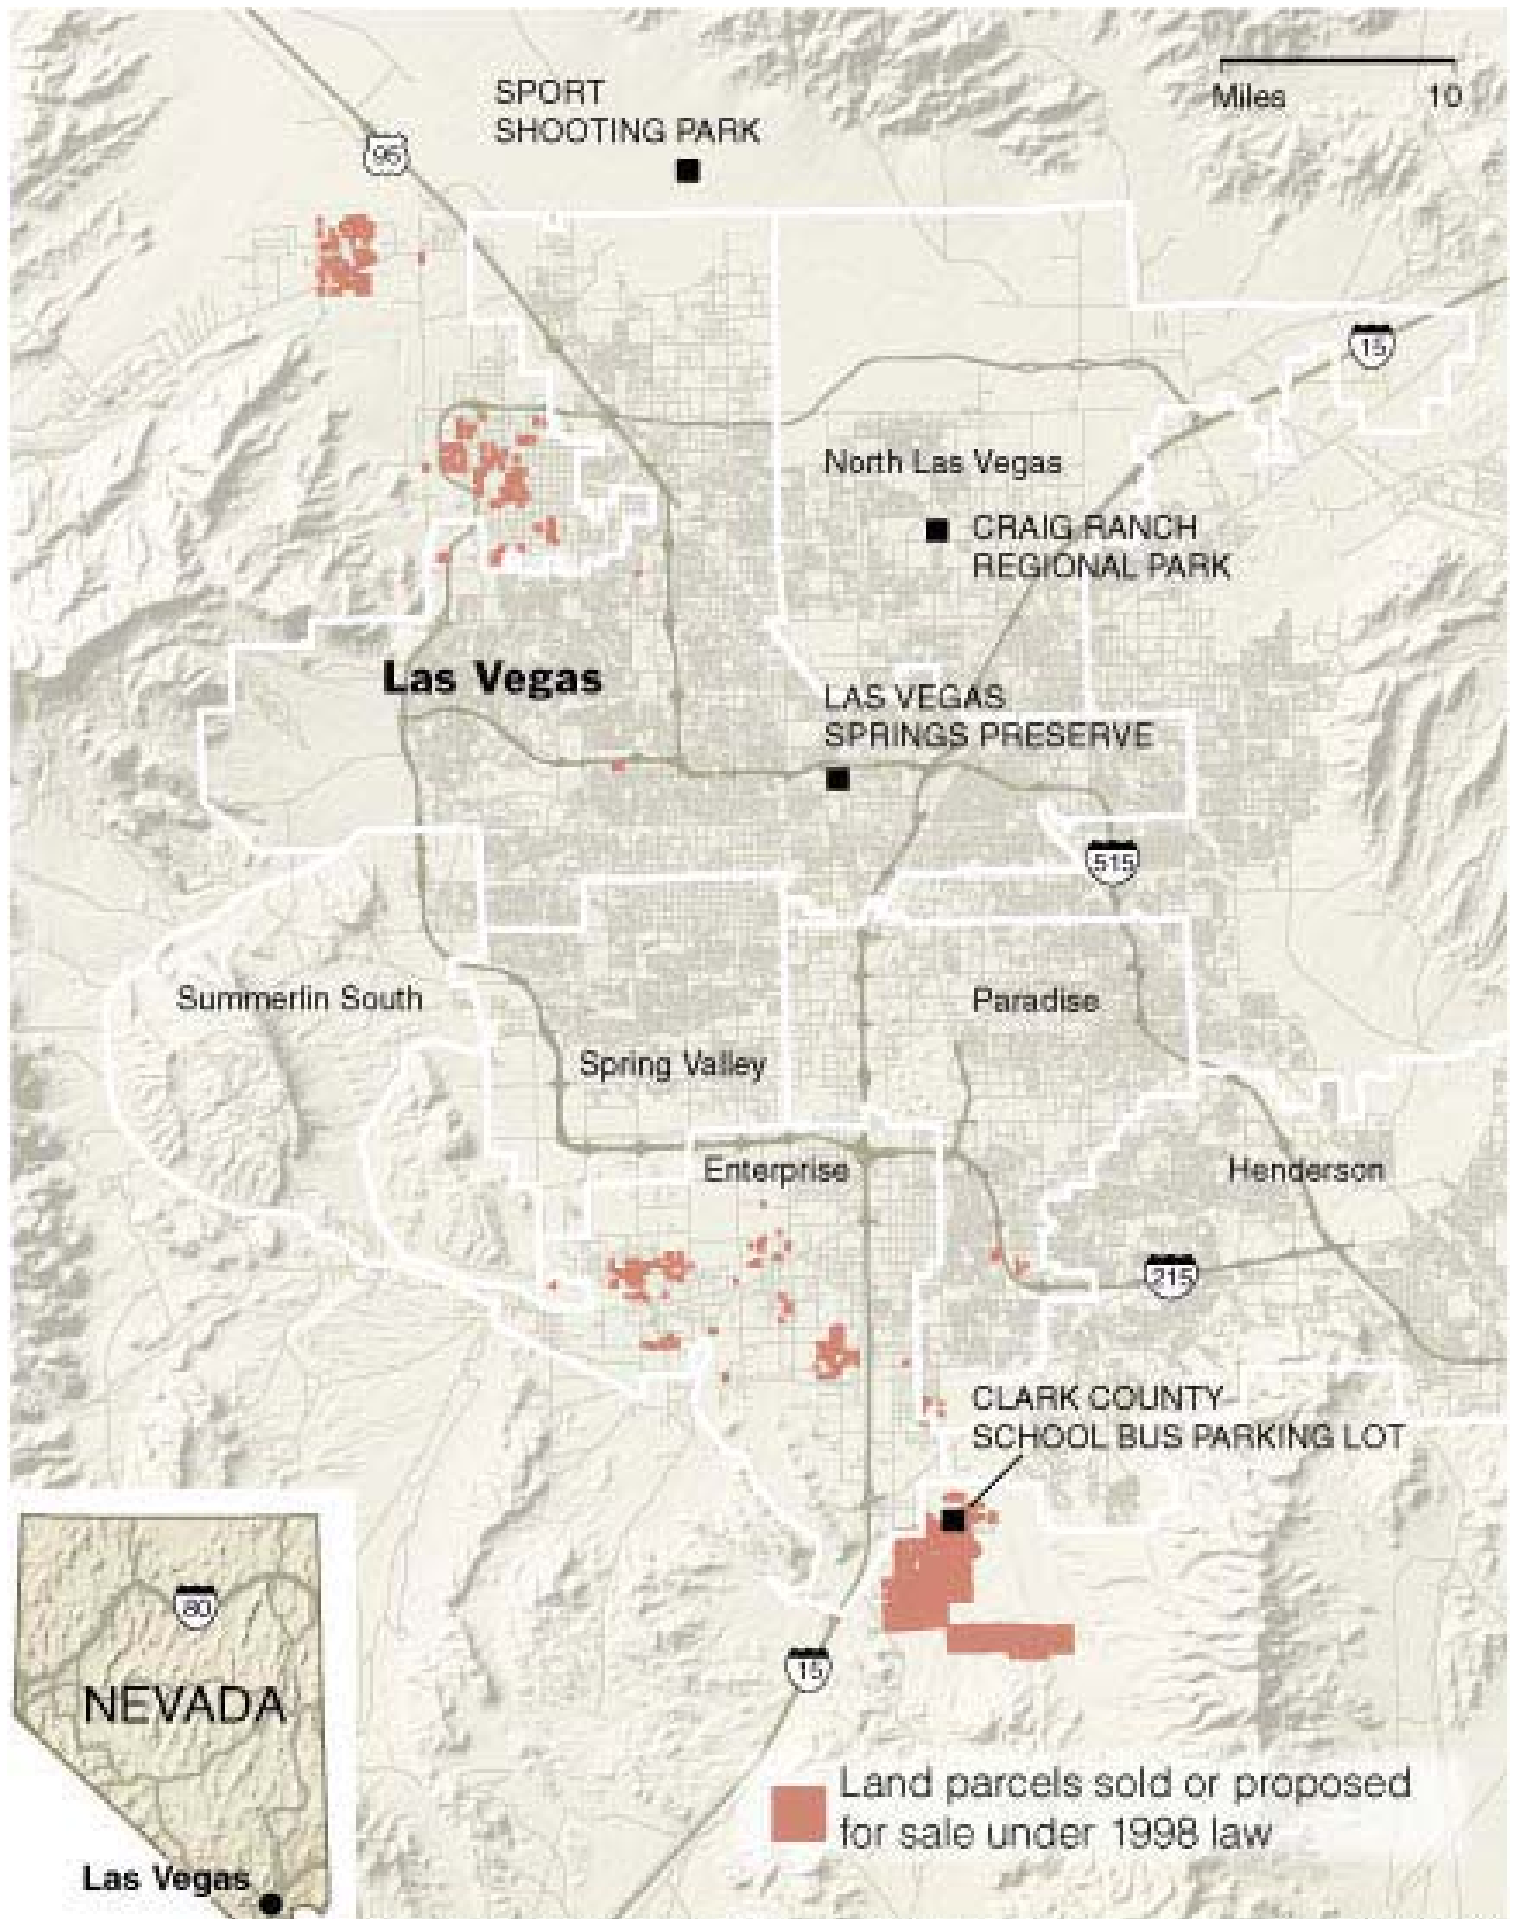 Miles 10
SPORT
SHOOTING PARK
95
15
North Las Vegas
CRAIG RANCH
REGIONAL PARK
Las Vegas
LAS VEGAS
SPRINGS PRESERVE
515
Summerlin South
Paradise
Spring Valley
Enterprise
Henderson
215
CLARK COUNTY
SCHOOL BUS PARKING LOT
15
80
NEVADA
Las Vegas
Land parcels sold or proposed
for sale under 1998 law